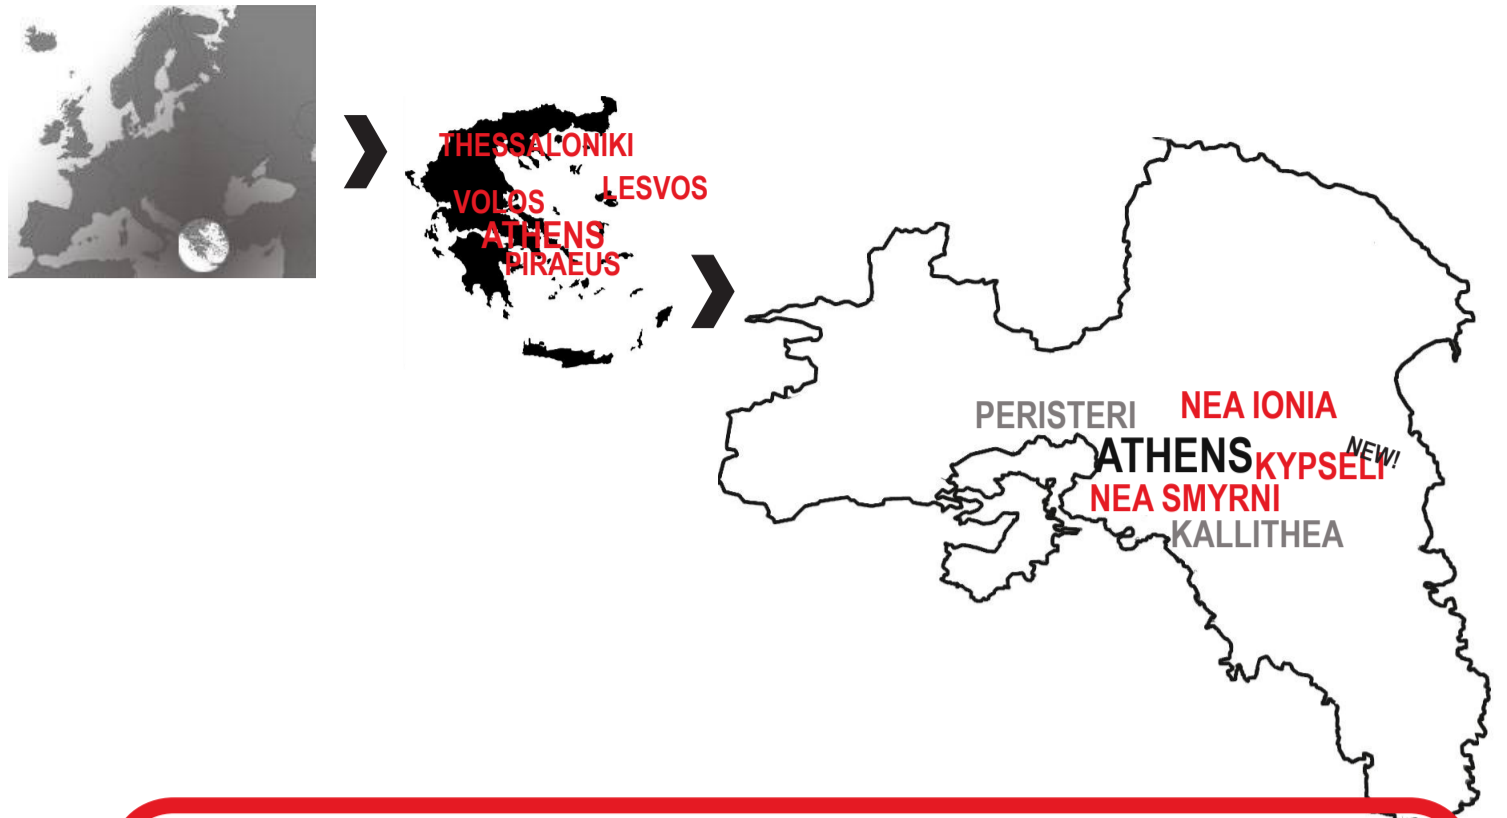 THESSALONIKI
LESVOS
VOLOS
ATHENS
PIRAEUS
PERISTERI
NEA IONIA
ATHENS
KYPSELI
NEW!
NEA SMYRNI
KALLITHEA